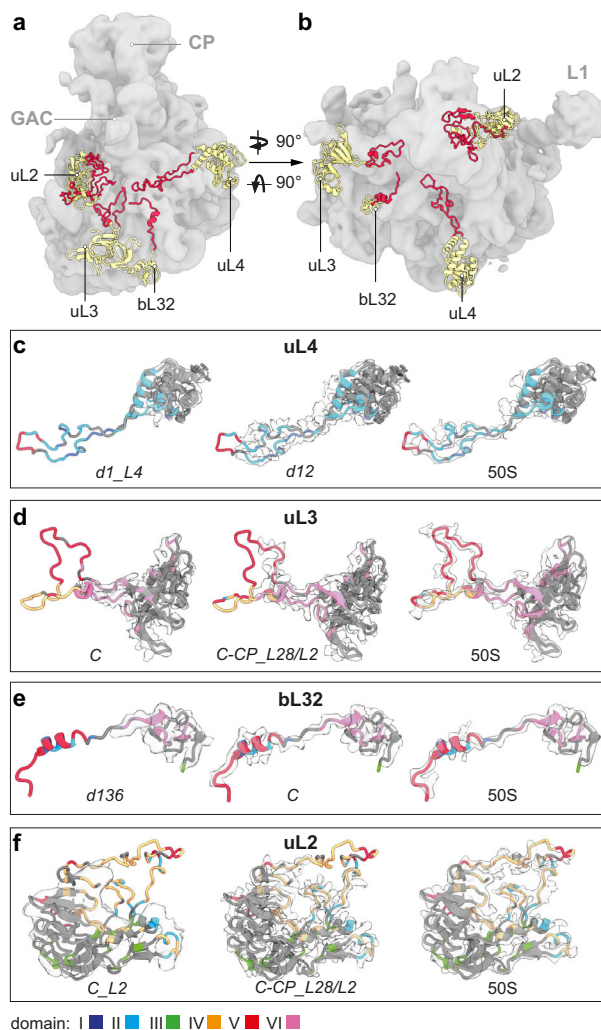 a
b
CP
uL2
L1
GAC
90°
uL2
90°
uL4
uL3
uL3
bL32
bL32
uL4
c
uL4
d1_L4
d12
50S
d
uL3
C
C-CP_L28/L2
50S
e
bL32
d136
C
50S
f
uL2
C_L2
C-CP_L28/L2
50S
domain: I II III IV V VI